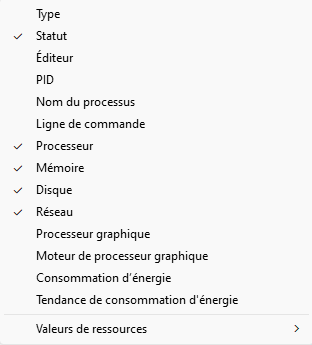 Type
Statut
Éditeur
PID
Nom du processus
Ligne de commande
Processeur
Mémoire
Disque
Réseau
Processeur graphique
Moteur de processeur graphique
Consommation d'énergie
Tendance de consommation d'énergie
Valeurs de ressources